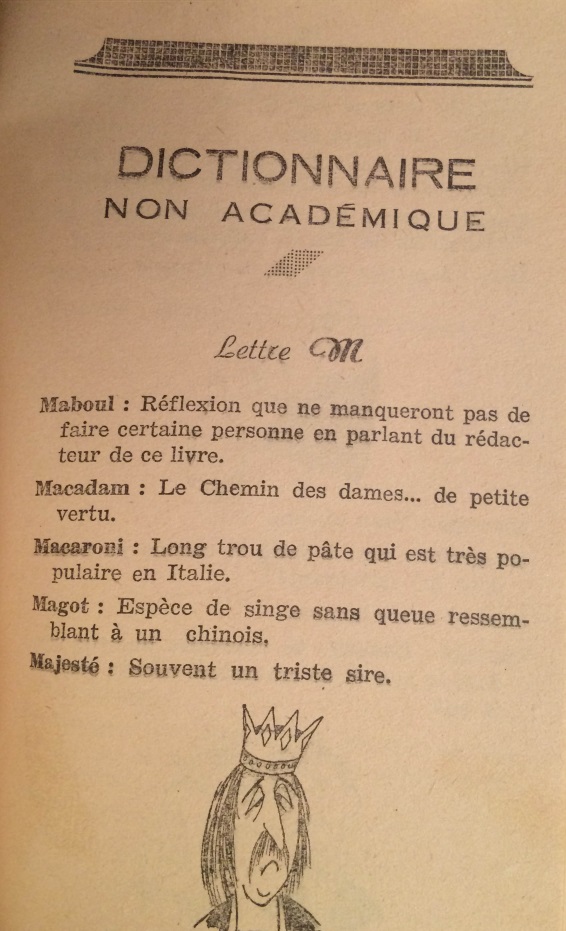 DICTIONNAIRE
NON ACADÉMIQUE
Lettre M
Maboul : Réflexion que ne manqueront pas de
faire certaine personne en parlant du rédac-
teur de ce livre.
Macadam : Le Chemin des dames... de petite
vertu.
Macaroni : Long trou de pâte qui est très po-
pulaire en Italie.
Magot : Espèce de singe sans queue ressem-
blant à un chinois.
Majesté : Souvent un triste sire.